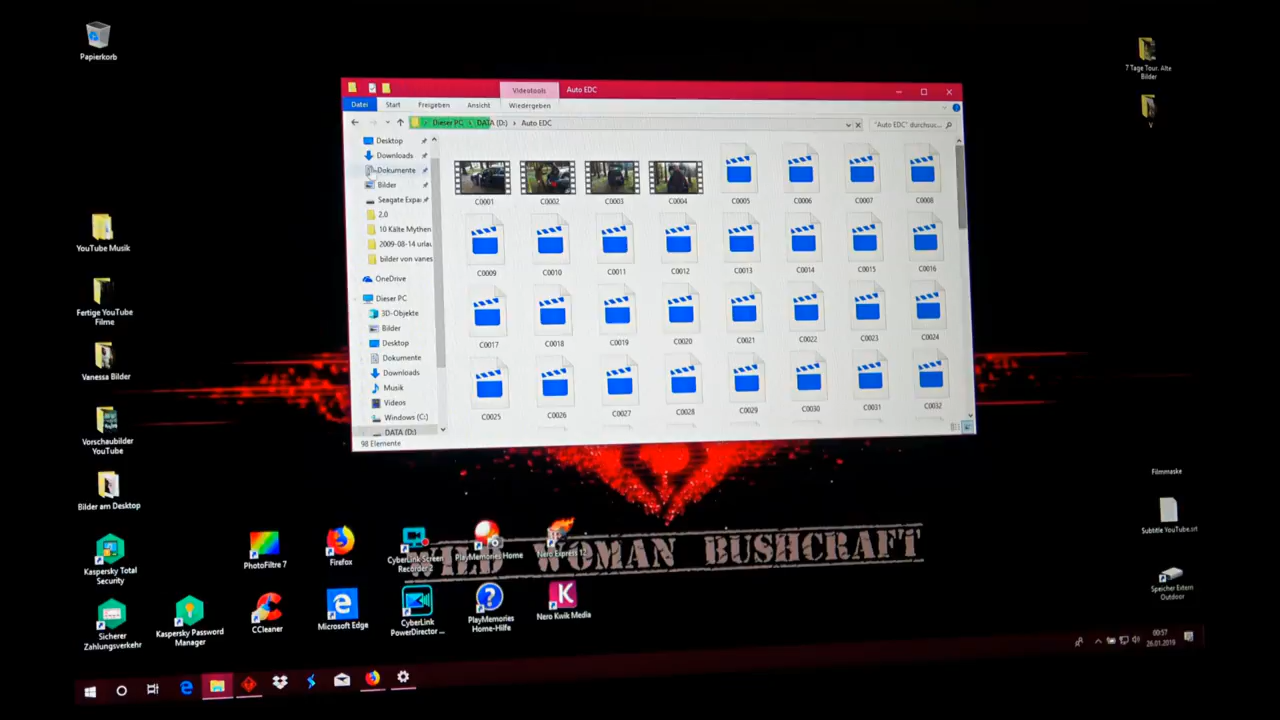 Papierkorb
7 Tage Tour. Alte
Bilder
V
YouTube Musik
Fertige YouTube
Filme
Vanessa Bilder
Vorschaubilder
YouTube
Bilder am Desktop
Videotools
Auto EDC
Datei
Start
Freigeben
Ansicht
Wiedergeben
Dieser PC
DATA (D:)
Auto EDC
"Auto EDC" durchsuc...
Desktop
Downloads
Dokumente
Bilder
Seagate Expa
2.0
10 Kälte Mythen
2009-08-14 urlau
bilder von vanes
OneDrive
Dieser PC
3D-Objekte
Bilder
Desktop
Dokumente
Downloads
Musik
Videos
Windows (C:)
DATA (D:)
98 Elemente
C0001
C0002
C0003
C0004
C0005
C0006
C0007
C0008
C0009
C0010
C0011
C0012
C0013
C0014
C0015
C0016
C0017
C0018
C0019
C0020
C0021
C0022
C0023
C0024
C0025
C0026
C0027
C0028
C0029
C0030
C0031
C0032
Filmmaske
Subtitle YouTube.srt
Speicher Extern
Outdoor
WILD WOMAN BUSHCRAFT
Kaspersky Total
Security
PhotoFiltre 7
Firefox
CyberLink Screen
Recorder 2
PlayMemories Home
Nero Express 12
Sicherer
Zahlungsverkehr
Kaspersky Password
Manager
CCleaner
Microsoft Edge
CyberLink
PowerDirector ...
PlayMemories
Home-Hilfe
Nero Kwik Media
00:57
26.01.2019